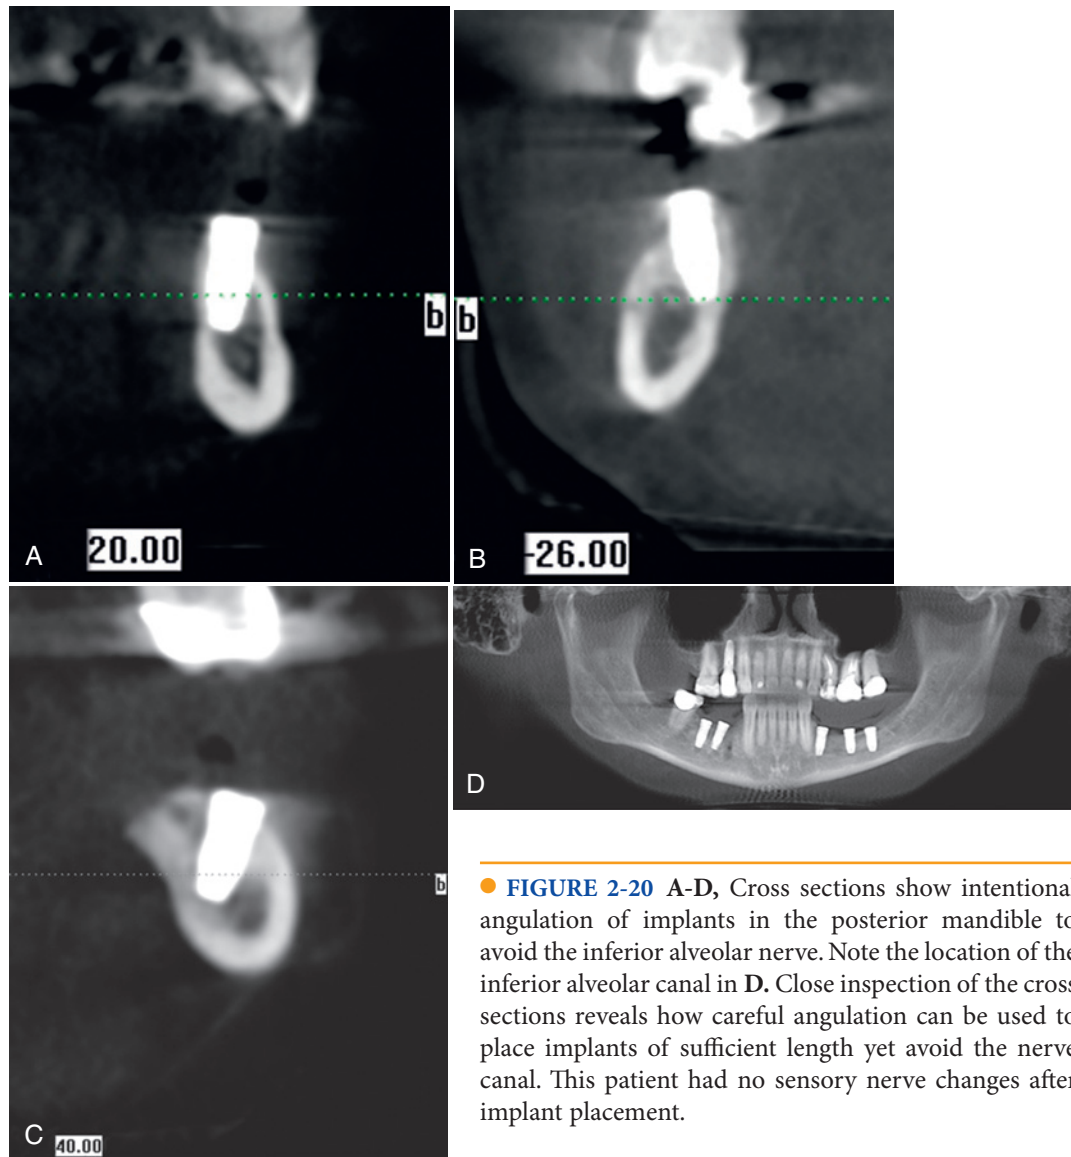 b
A
20.00
b
B
-26.00
b
C
40.00
D
● FIGURE 2-20 A-D, Cross sections show intentional
angulation of implants in the posterior mandible to
avoid the inferior alveolar nerve. Note the location of the
inferior alveolar canal in D. Close inspection of the cross
sections reveals how careful angulation can be used to
place implants of sufficient length yet avoid the nerve
canal. This patient had no sensory nerve changes after
implant placement.